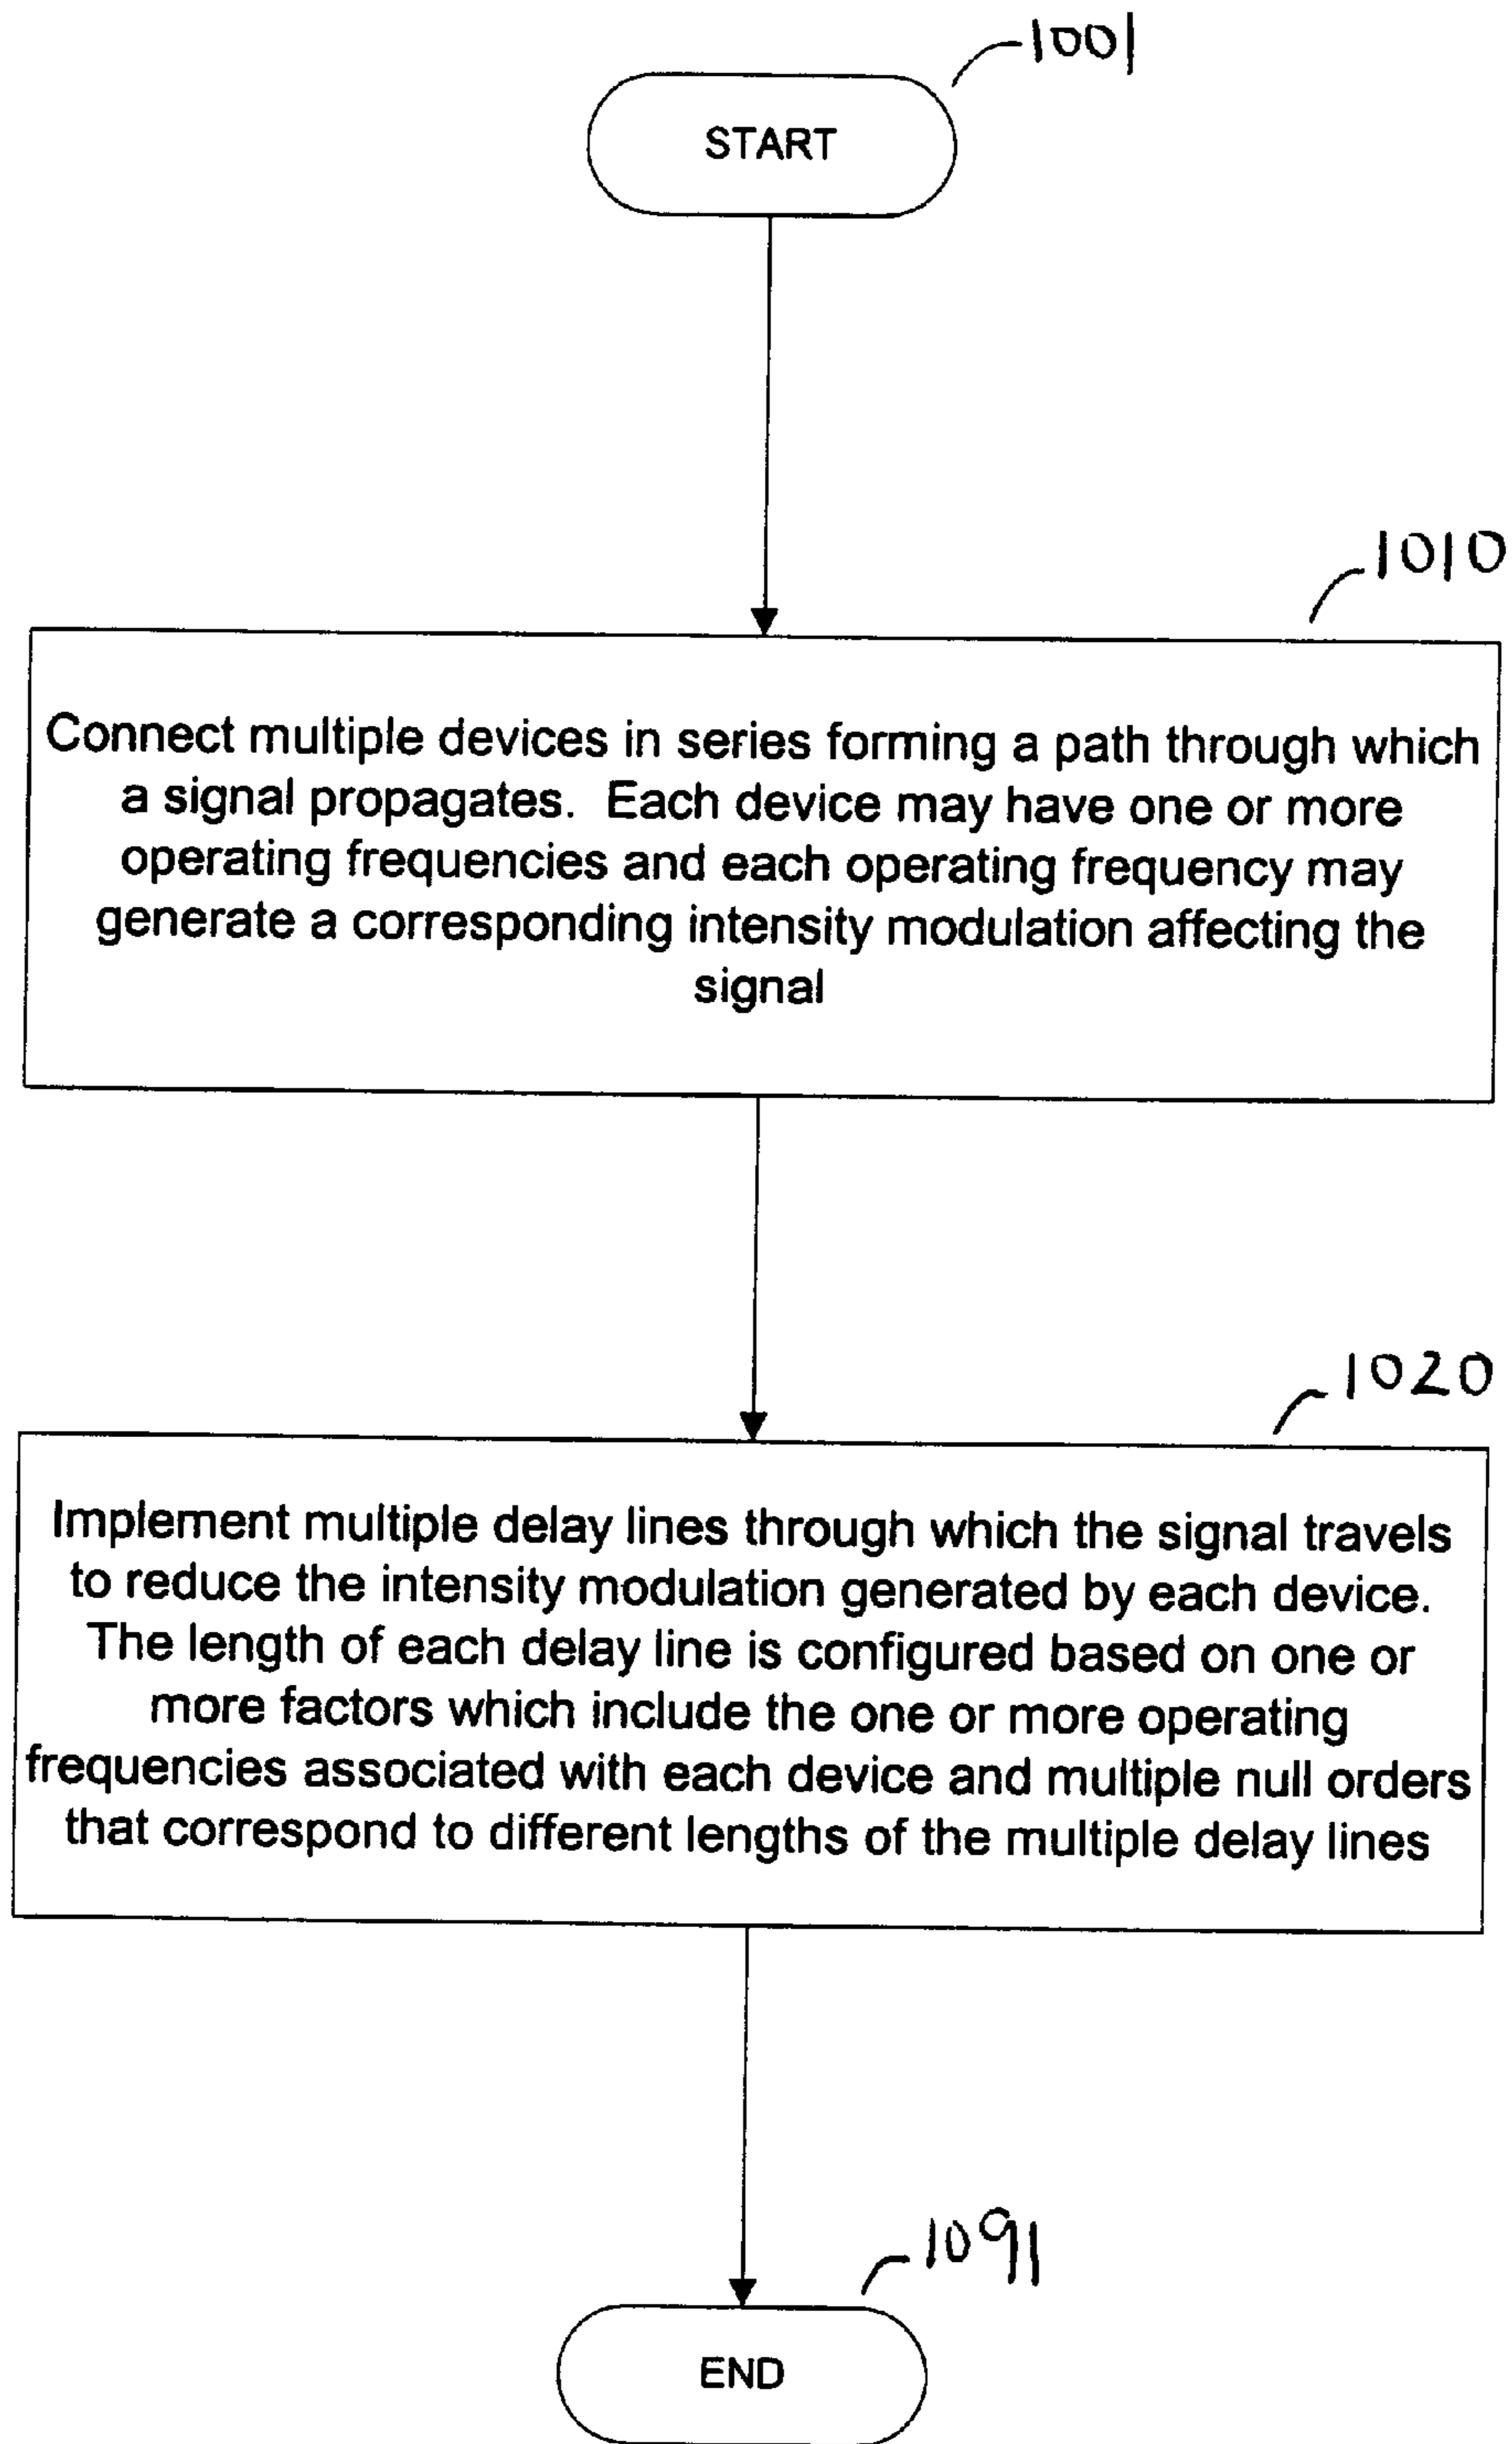 1001
START
1010
Connect multiple devices in series forming a path through which
a signal propagates.  Each device may have one or more
operating frequencies and each operating frequency may
generate a corresponding intensity modulation affecting the
signal
1020
Implement multiple delay lines through which the signal travels
to reduce the intensity modulation generated by each device.
The length of each delay line is configured based on one or
more factors which include the one or more operating
frequencies associated with each device and multiple null orders
that correspond to different lengths of the multiple delay lines
1091
END